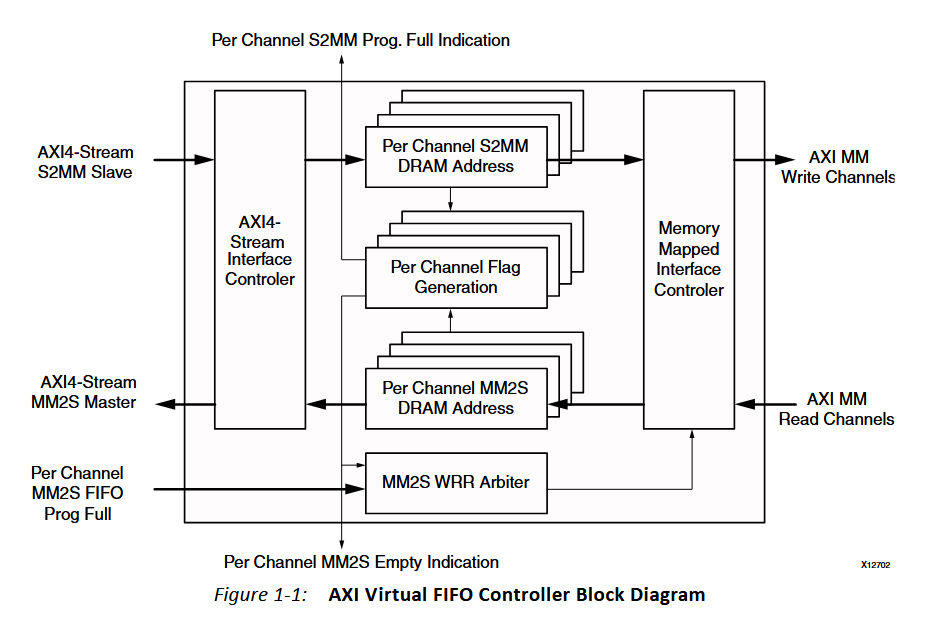 Per Channel S2MM Prog. Full Indication
AXI4-Stream
S2MM Slave
Per Channel S2MM
DRAM Address
AXI MM
Write Channels
AXI4-
Stream
Interface
Controler
Per Channel Flag
Generation
Memory
Mapped
Interface
Controler
AXI4-Stream
MM2S Master
Per Channel MM2S
DRAM Address
AXI MM
Read Channels
Per Channel
MM2S FIFO
Prog Full
MM2S WRR Arbiter
Per Channel MM2S Empty Indication
X12702
Figure 1-1: AXI Virtual FIFO Controller Block Diagram